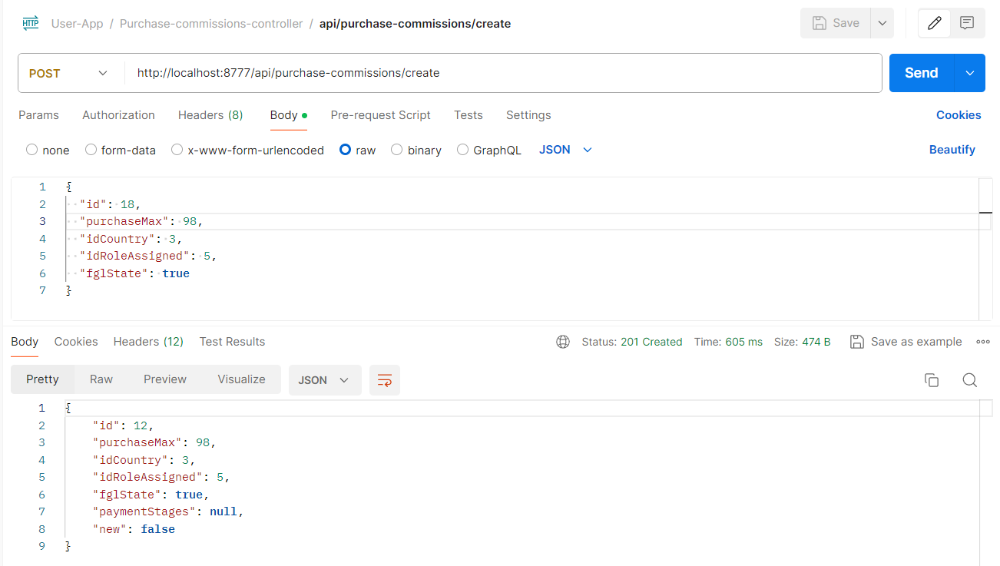 HTTP User-App / Purchase-commissions-controller / api/purchase-commissions/create Save
POST http://localhost:8777/api/purchase-commissions/create Send
Params Authorization Headers (8) Body Pre-request Script Tests Settings Cookies
none form-data x-www-form-urlencoded raw binary GraphQL JSON Beautify
1 {
2 "id": 18,
3 "purchaseMax": 98,
4 "idCountry": 3,
5 "idRoleAssigned": 5,
6 "fglState": true
7 }
Body Cookies Headers (12) Test Results Status: 201 Created Time: 605 ms Size: 474 B Save as example
Pretty Raw Preview Visualize JSON
1 {
2 "id": 12,
3 "purchaseMax": 98,
4 "idCountry": 3,
5 "idRoleAssigned": 5,
6 "fglState": true,
7 "paymentStages": null,
8 "new": false
9 }